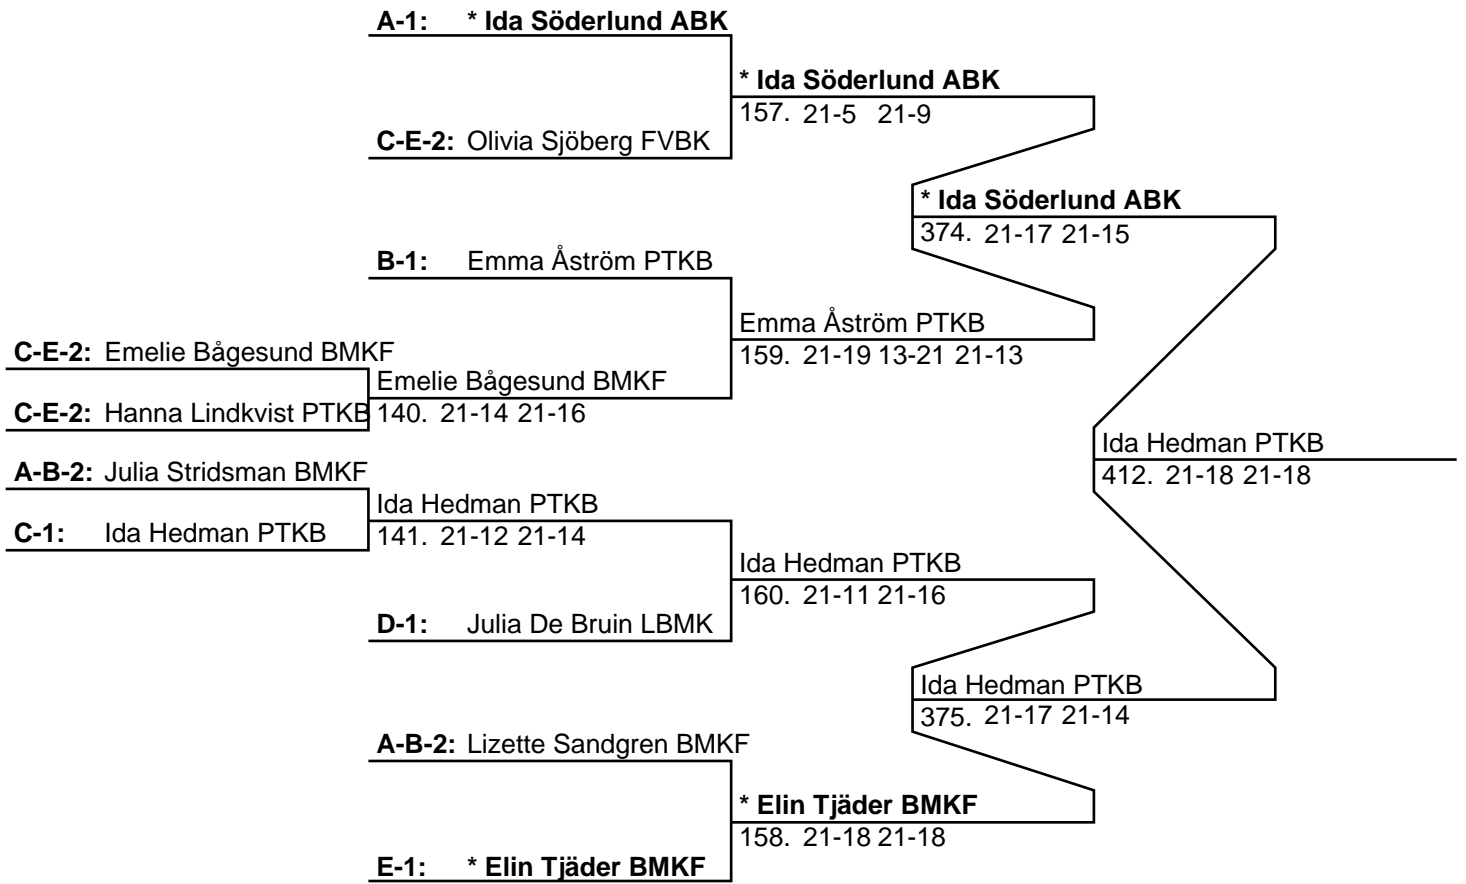 A-1: * Ida Söderlund ABK
* Ida Söderlund ABK
157. 21-5 21-9
C-E-2: Olivia Sjöberg FVBK
* Ida Söderlund ABK
374. 21-17 21-15
B-1: Emma Åström PTKB
Emma Åström PTKB
159. 21-19 13-21 21-13
C-E-2: Emelie Bågesund BMKF
Emelie Bågesund BMKF
140. 21-14 21-16
C-E-2: Hanna Lindkvist PTKB
Ida Hedman PTKB
412. 21-18 21-18
A-B-2: Julia Stridsman BMKF
Ida Hedman PTKB
141. 21-12 21-14
C-1: Ida Hedman PTKB
Ida Hedman PTKB
160. 21-11 21-16
D-1: Julia De Bruin LBMK
Ida Hedman PTKB
375. 21-17 21-14
A-B-2: Lizette Sandgren BMKF
* Elin Tjäder BMKF
158. 21-18 21-18
E-1: * Elin Tjäder BMKF